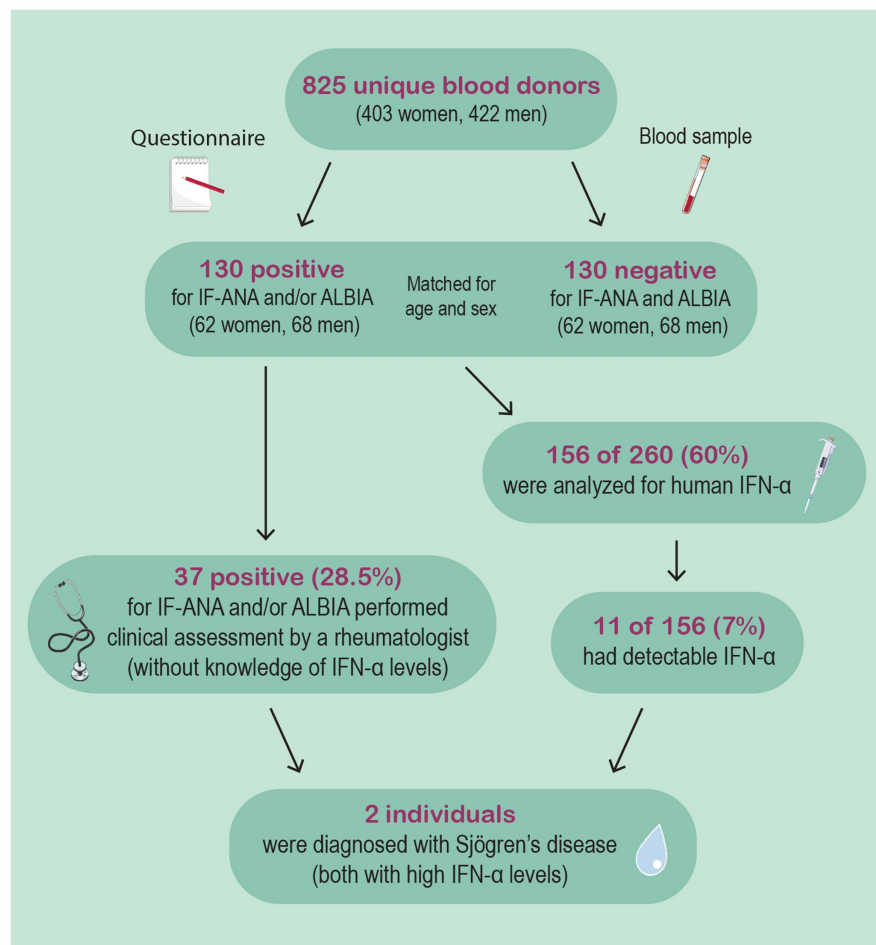 825 unique blood donors
(403 women, 422 men)
Questionnaire
Blood sample
130 positive
for IF-ANA and/or ALBIA
(62 women, 68 men)
Matched for
age and sex
130 negative
for IF-ANA and ALBIA
(62 women, 68 men)
156 of 260 (60%)
were analyzed for human IFN-α
37 positive (28.5%)
for IF-ANA and/or ALBIA performed
clinical assessment by a rheumatologist
(without knowledge of IFN-α levels)
11 of 156 (7%)
had detectable IFN-α
2 individuals
were diagnosed with Sjögren’s disease
(both with high IFN-α levels)